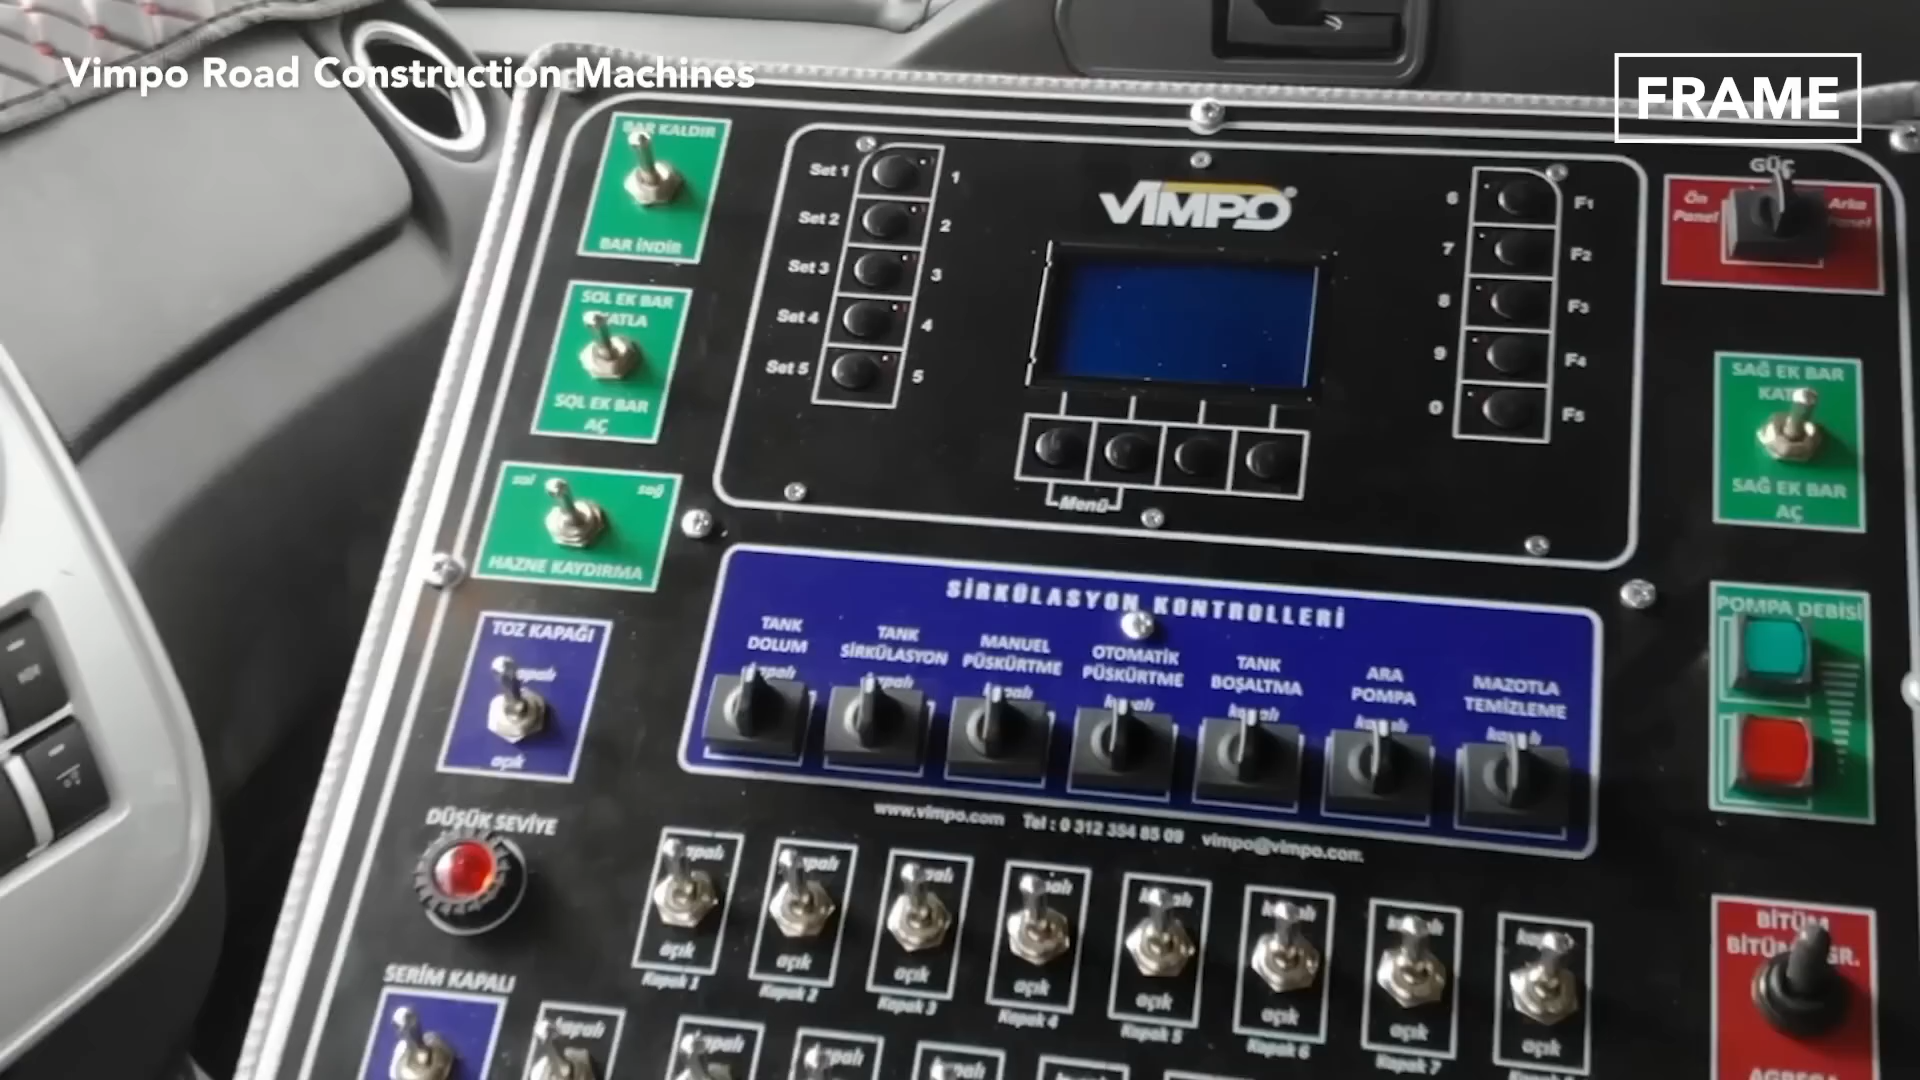 Vimpo Road Construction Machines
FRAME
BAR KALDIR
BAR İNDİR
SOL EK BAR
SOL EK BAR
AÇ
sol sağ
HAZNE KAYDIRMA
TOZ KAPAĞI
açık
DÜŞÜK SEVİYE
SERİM KAPALI
Set 1 1
Set 2 2
Set 3 3
Set 4 4
Set 5 5
VIMPO®
Menü
6 F1
7 F2
8 F3
9 F4
0 F5
GÜÇ
Ön
Panel
Arka
SAĞ EK BAR
SAĞ EK BAR
AÇ
POMPA DEBİSİ
SİRKÜLASYON KONTROLLERİ
TANK
DOLUM
TANK
SİRKÜLASYON
MANUEL
PÜSKÜRTME
OTOMATİK
PÜSKÜRTME
TANK
BOŞALTMA
ARA
POMPA
MAZOTLA
TEMİZLEME
www.vimpo.com Tel : 0 312 354 85 09 vimpo@vimpo.com
açık
Kapak 1
açık
Kapak 2
açık
Kapak 3
açık
Kapak 4
açık
Kapak 5
açık
Kapak 6
açık
Kapak 7
açık
BİTÜM